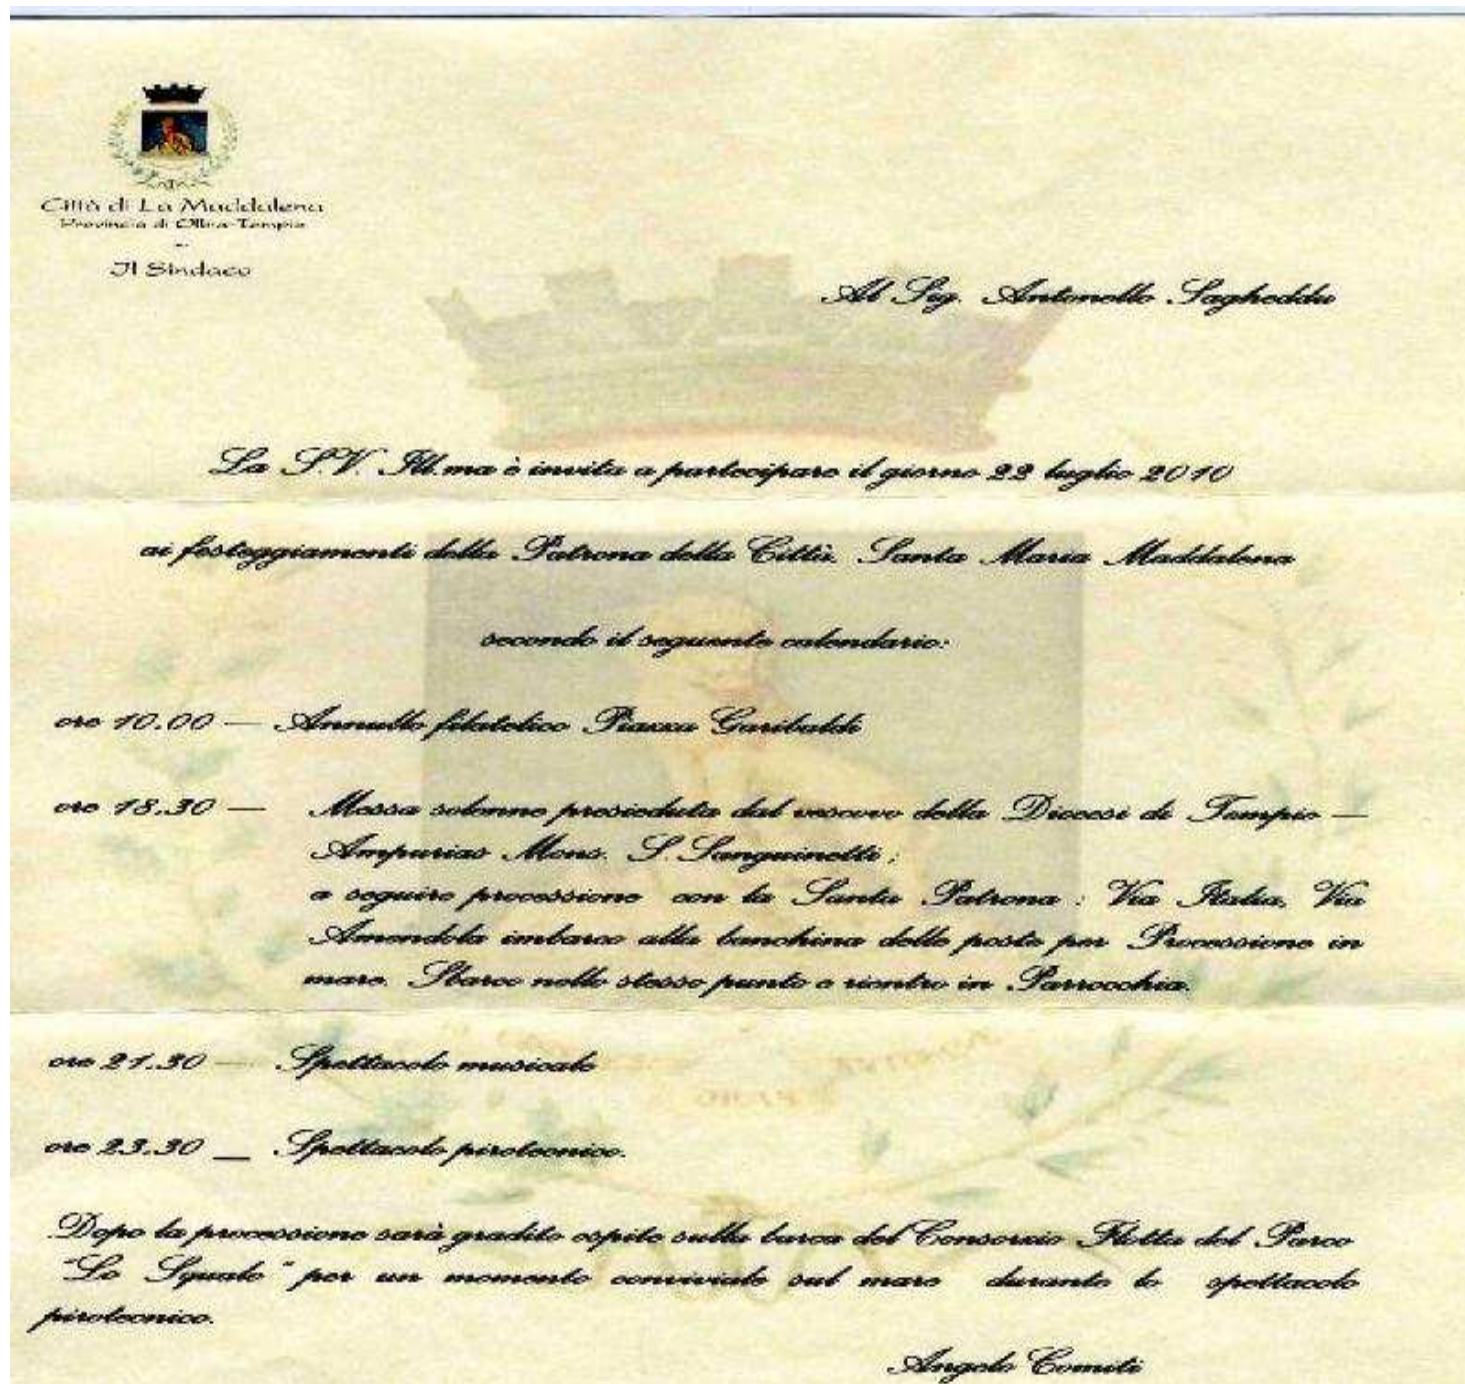 Città di La Maddalena
Provincia di Olbia-Tempio
Il Sindaco
Al Sig. Antonello Sagheddu
La S.V. Ill.ma è invita a partecipare il giorno 22 luglio 2010
ai festeggiamenti della Patrona della Città, Santa Maria Maddalena
secondo il seguente calendario:
ore 10.00 — Annullo filatelico Piazza Garibaldi
ore 18.30 — Messa solenne presieduta dal vescovo della Diocesi di Tempio —
Ampurias Mons. S. Sanguinetti ;
a seguire processione con la Santa Patrona : Via Italia, Via
Amendola imbarco alla banchina delle poste per Processione in
mare. Sbarco nello stesso punto e rientro in Parrocchia.
ore 21.30 — Spettacolo musicale
ore 23.30 _ Spettacolo pirotecnico.
Dopo la processione sarà gradito ospite sulla barca del Consorzio Flotta del Parco
"Lo Squalo" per un momento conviviale sul mare durante lo spettacolo
pirotecnico.
Angelo Comiti